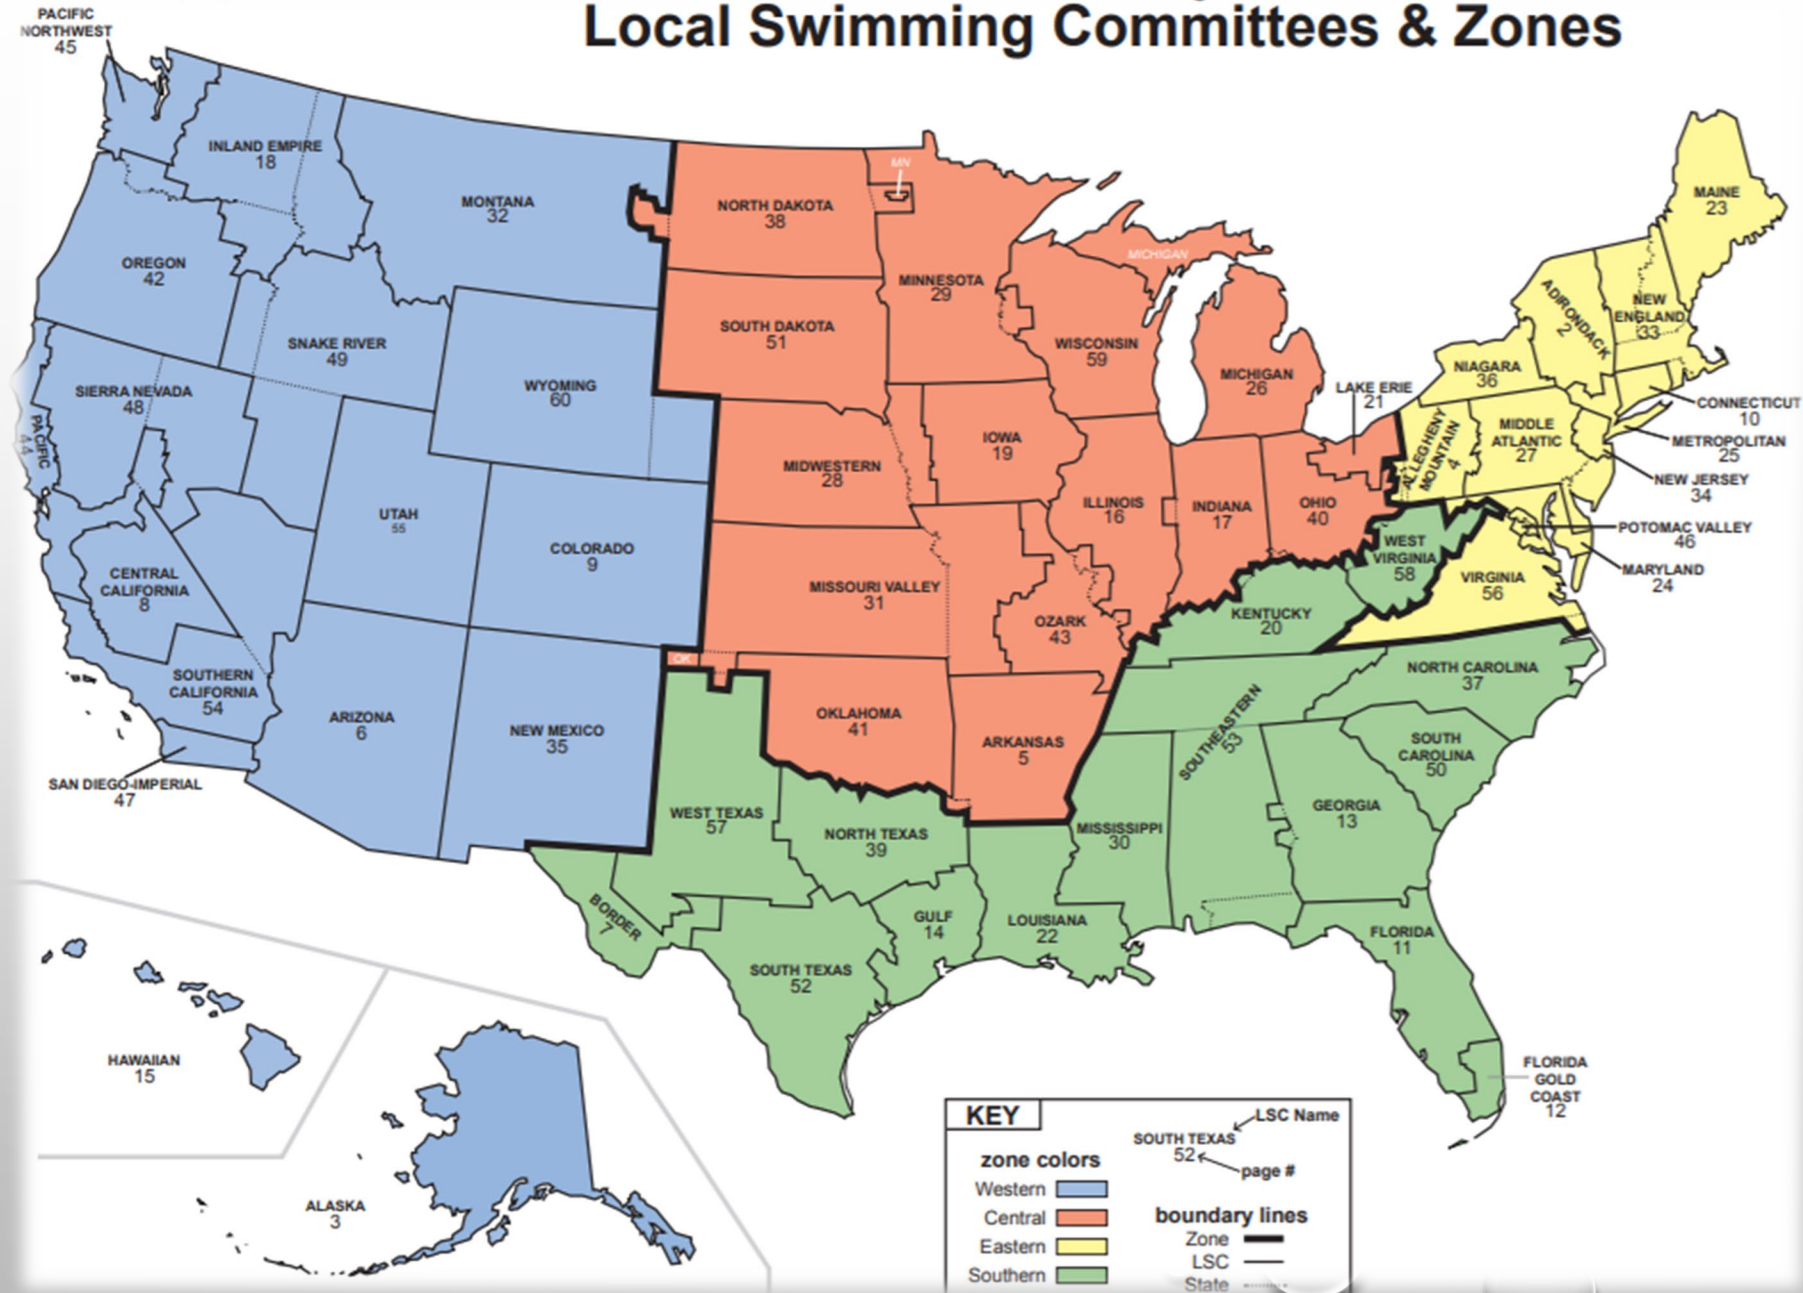 Local Swimming Committees & Zones
PACIFIC
NORTHWEST
45
INLAND EMPIRE
18
MONTANA
32
OREGON
42
SNAKE RIVER
49
WYOMING
60
SIERRA NEVADA
48
PACIFIC
44
UTAH
55
COLORADO
9
CENTRAL
CALIFORNIA
8
SOUTHERN
CALIFORNIA
54
SAN DIEGO-IMPERIAL
47
ARIZONA
6
NEW MEXICO
35
HAWAIIAN
15
ALASKA
3
NORTH DAKOTA
38
MN
MINNESOTA
29
SOUTH DAKOTA
51
MICHIGAN
WISCONSIN
59
MICHIGAN
26
LAKE ERIE
21
MIDWESTERN
28
IOWA
19
ILLINOIS
16
INDIANA
17
OHIO
40
MISSOURI VALLEY
31
OZARK
43
OK
OKLAHOMA
41
ARKANSAS
5
MAINE
23
ADIRONDACK
2
NEW
ENGLAND
33
NIAGARA
36
ALLEGHENY
MOUNTAIN
4
MIDDLE
ATLANTIC
27
CONNECTICUT
10
METROPOLITAN
25
NEW JERSEY
34
POTOMAC VALLEY
46
MARYLAND
24
VIRGINIA
56
WEST
VIRGINIA
58
KENTUCKY
20
NORTH CAROLINA
37
SOUTHEASTERN
53
SOUTH
CAROLINA
50
GEORGIA
13
MISSISSIPPI
30
WEST TEXAS
57
NORTH TEXAS
39
BORDER
7
GULF
14
LOUISIANA
22
SOUTH TEXAS
52
FLORIDA
11
FLORIDA
GOLD
COAST
12
KEY
LSC Name
SOUTH TEXAS
52
page #
zone colors
Western
Central
Eastern
Southern
boundary lines
Zone
LSC
State